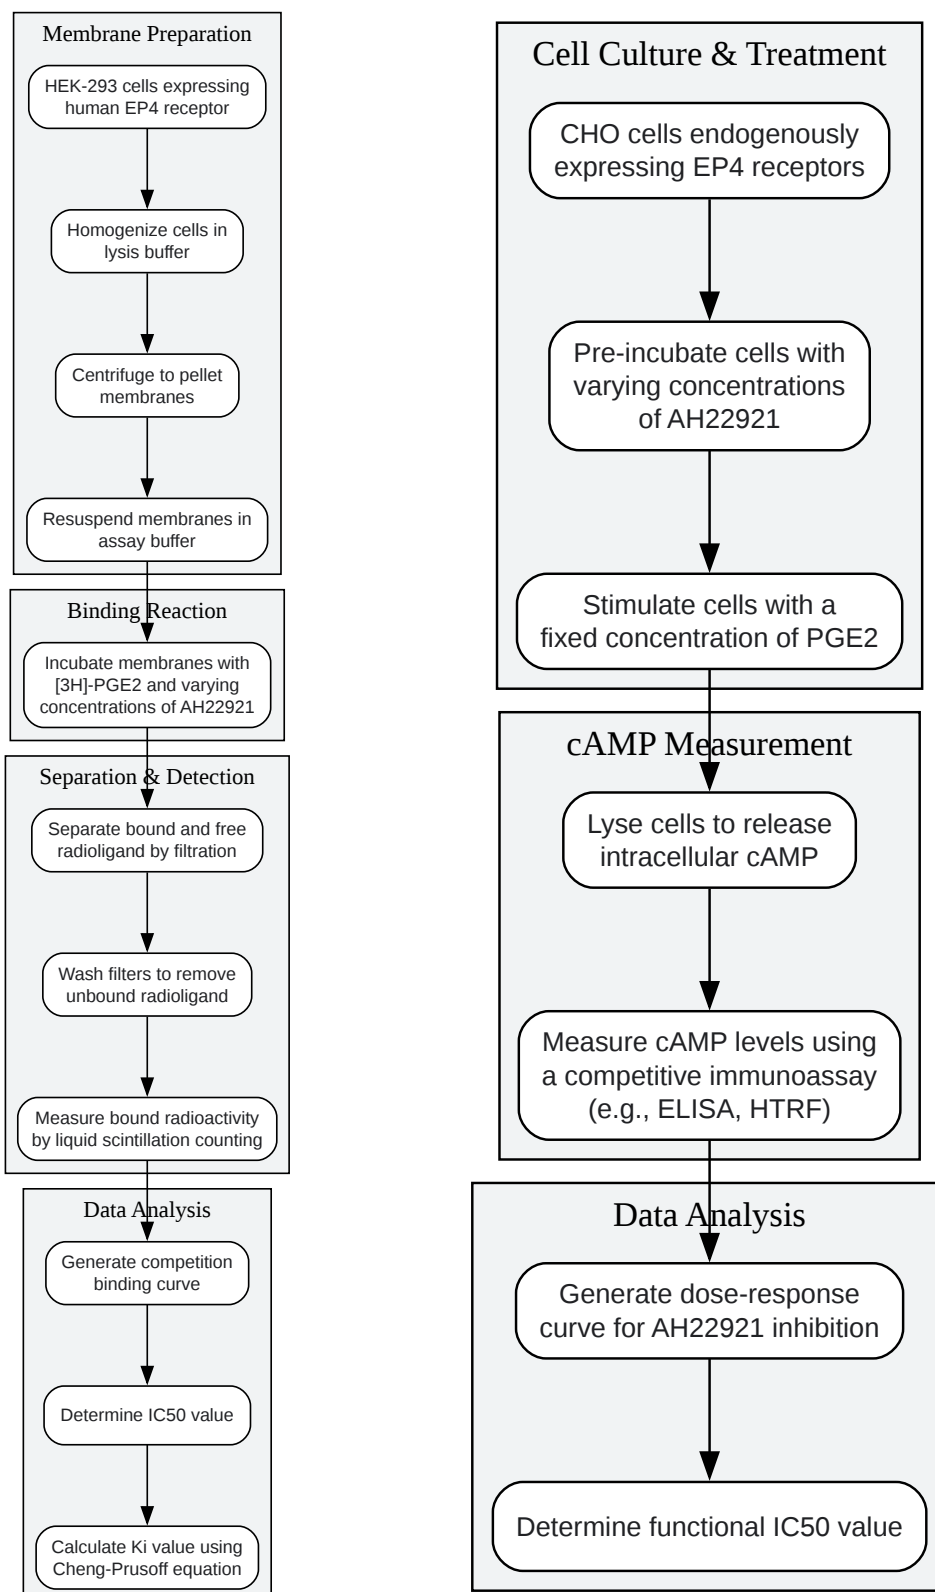 Membrane Preparation
HEK-293 cells expressing
human EP4 receptor
Homogenize cells in
lysis buffer
Centrifuge to pellet
membranes
Resuspend membranes in
assay buffer
Binding Reaction
Incubate membranes with
[3H]-PGE2 and varying
concentrations of AH22921
Separation & Detection
Separate bound and free
radioligand by filtration
Wash filters to remove
unbound radioligand
Measure bound radioactivity
by liquid scintillation counting
Data Analysis
Generate competition
binding curve
Determine IC50 value
Calculate Ki value using
Cheng-Prusoff equation
Cell Culture & Treatment
CHO cells endogenously
expressing EP4 receptors
Pre-incubate cells with
varying concentrations
of AH22921
Stimulate cells with a
fixed concentration of PGE2
cAMP Measurement
Lyse cells to release
intracellular cAMP
Measure cAMP levels using
a competitive immunoassay
(e.g., ELISA, HTRF)
Data Analysis
Generate dose-response
curve for AH22921 inhibition
Determine functional IC50 value